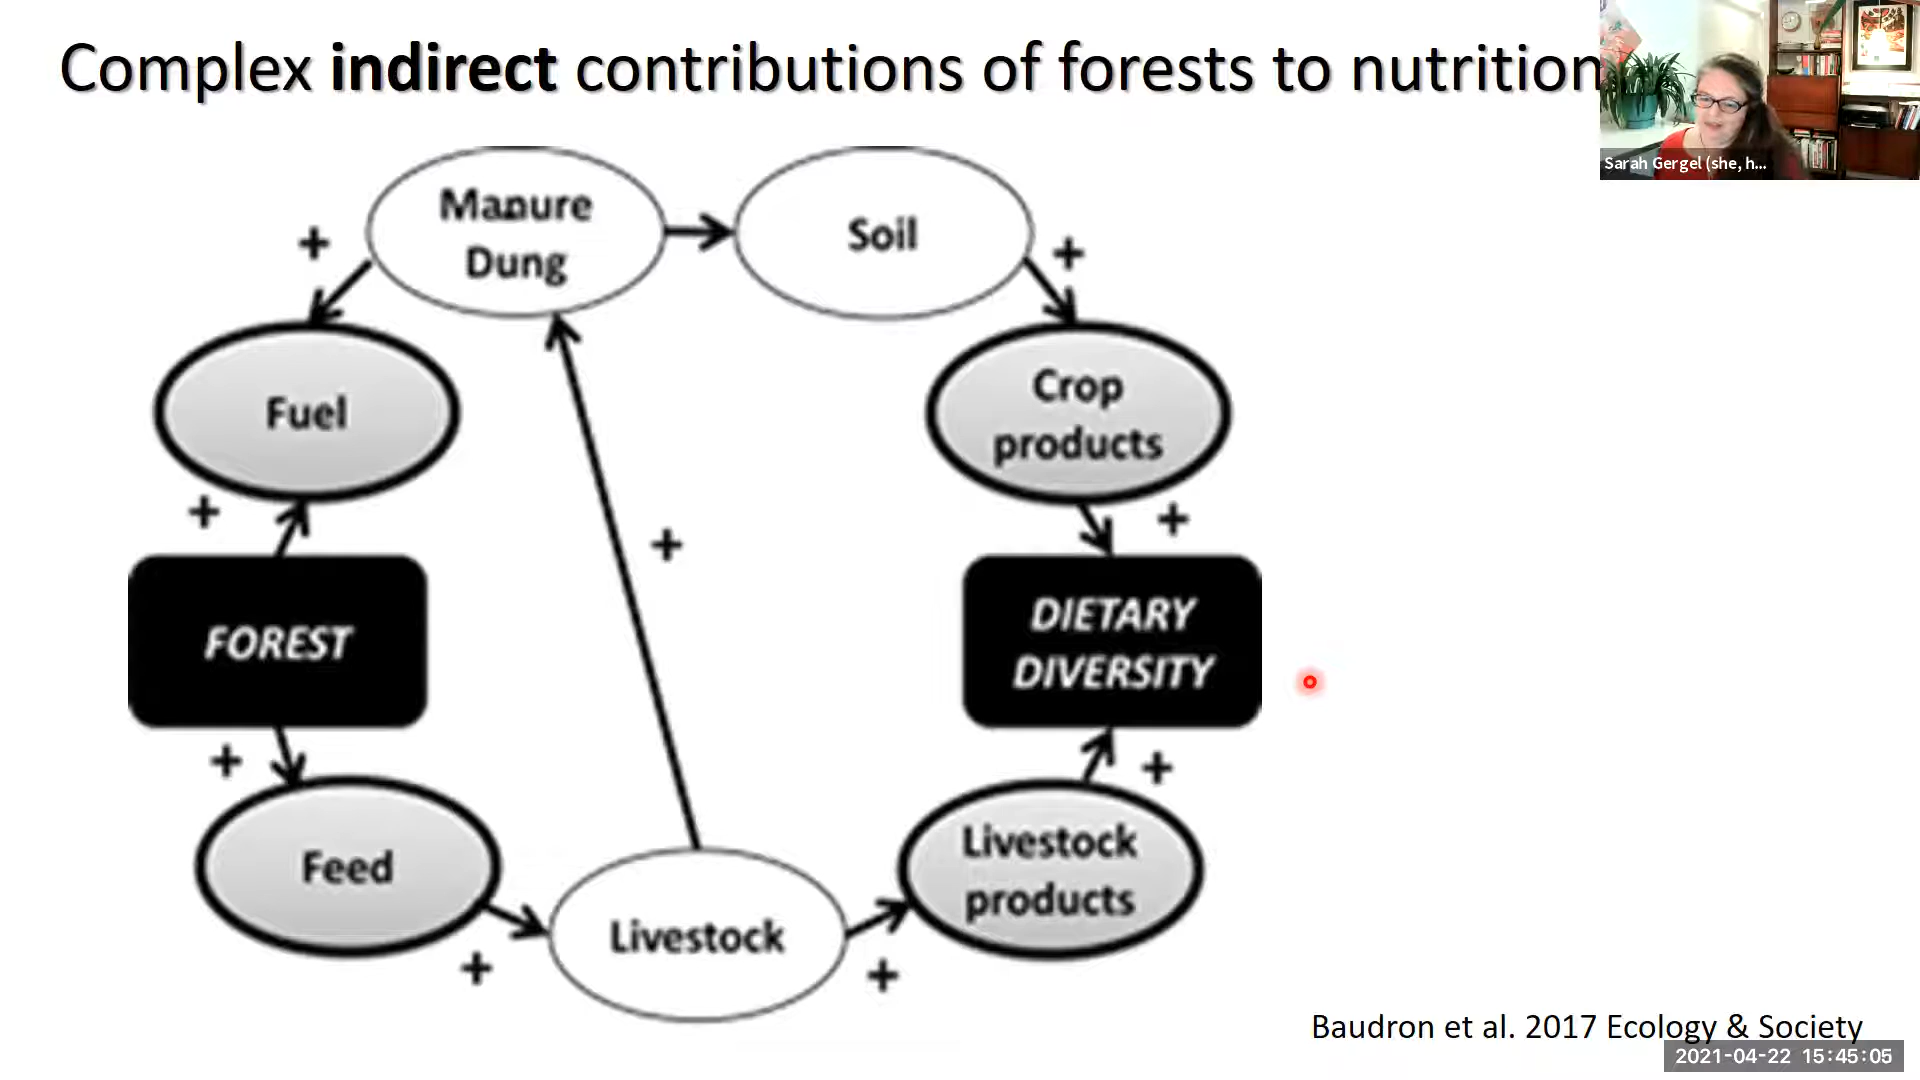 Complex indirect contributions of forests to nutrition
Sarah Gergel (she, h...
Manure
Dung
Soil
+
+
Fuel
Crop
products
+
+
+
FOREST
DIETARY
DIVERSITY
+
+
Feed
Livestock
products
Livestock
+
+
Baudron et al. 2017 Ecology & Society
2021-04-22 15:45:05